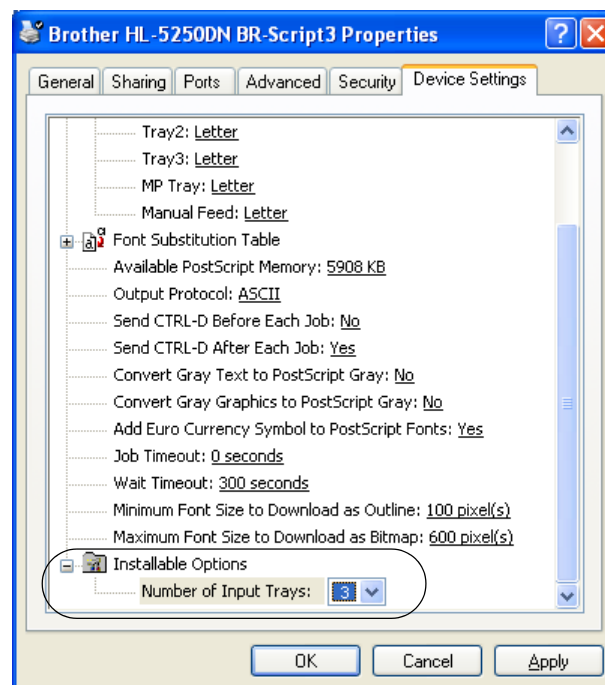 Brother HL-5250DN BR-Script3 Properties
General Sharing Ports Advanced Security Device Settings
Tray2: Letter
Tray3: Letter
MP Tray: Letter
Manual Feed: Letter
Font Substitution Table
Available PostScript Memory: 5908 KB
Output Protocol: ASCII
Send CTRL-D Before Each Job: No
Send CTRL-D After Each Job: Yes
Convert Gray Text to PostScript Gray: No
Convert Gray Graphics to PostScript Gray: No
Add Euro Currency Symbol to PostScript Fonts: Yes
Job Timeout: 0 seconds
Wait Timeout: 300 seconds
Minimum Font Size to Download as Outline: 100 pixel(s)
Maximum Font Size to Download as Bitmap: 600 pixel(s)
Installable Options
Number of Input Trays: 3
OK Cancel Apply